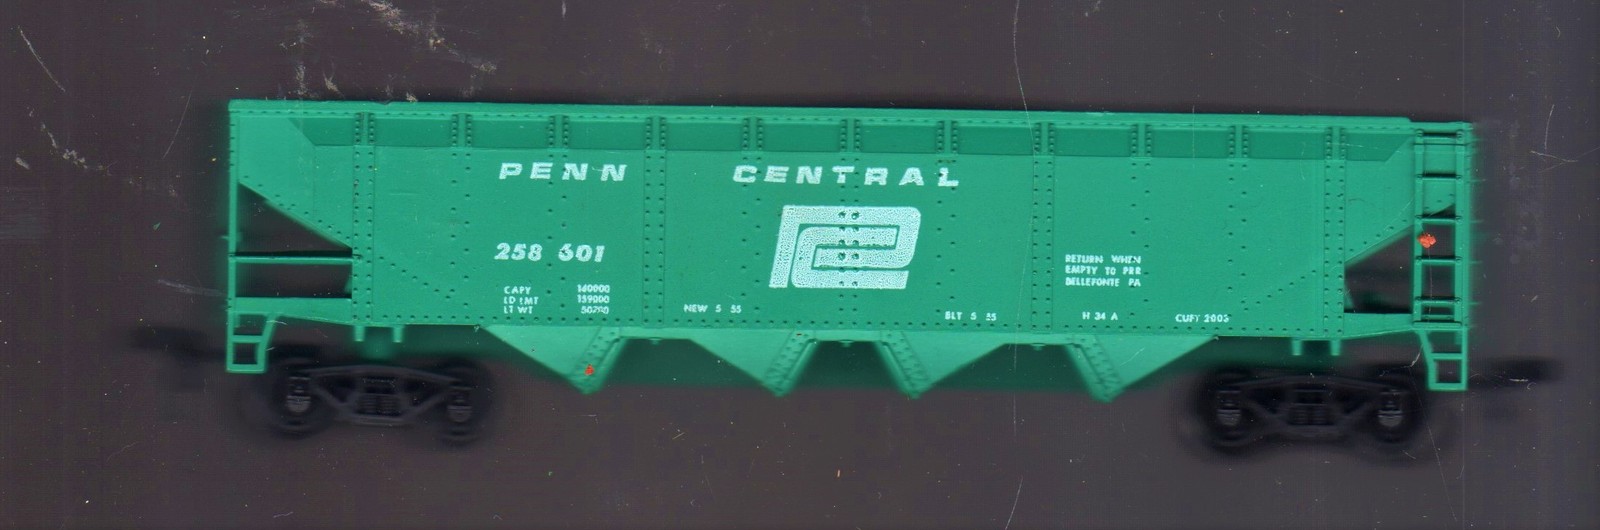 PENN CENTRAL
258 601
CAPY 160000
LD LMT 159000
LT WT 50700
NEW 5 55
BLT 5 55
RETURN WHEN
EMPTY TO PRR
BELLEFONTE PA
H 34 A
CUFT 2003